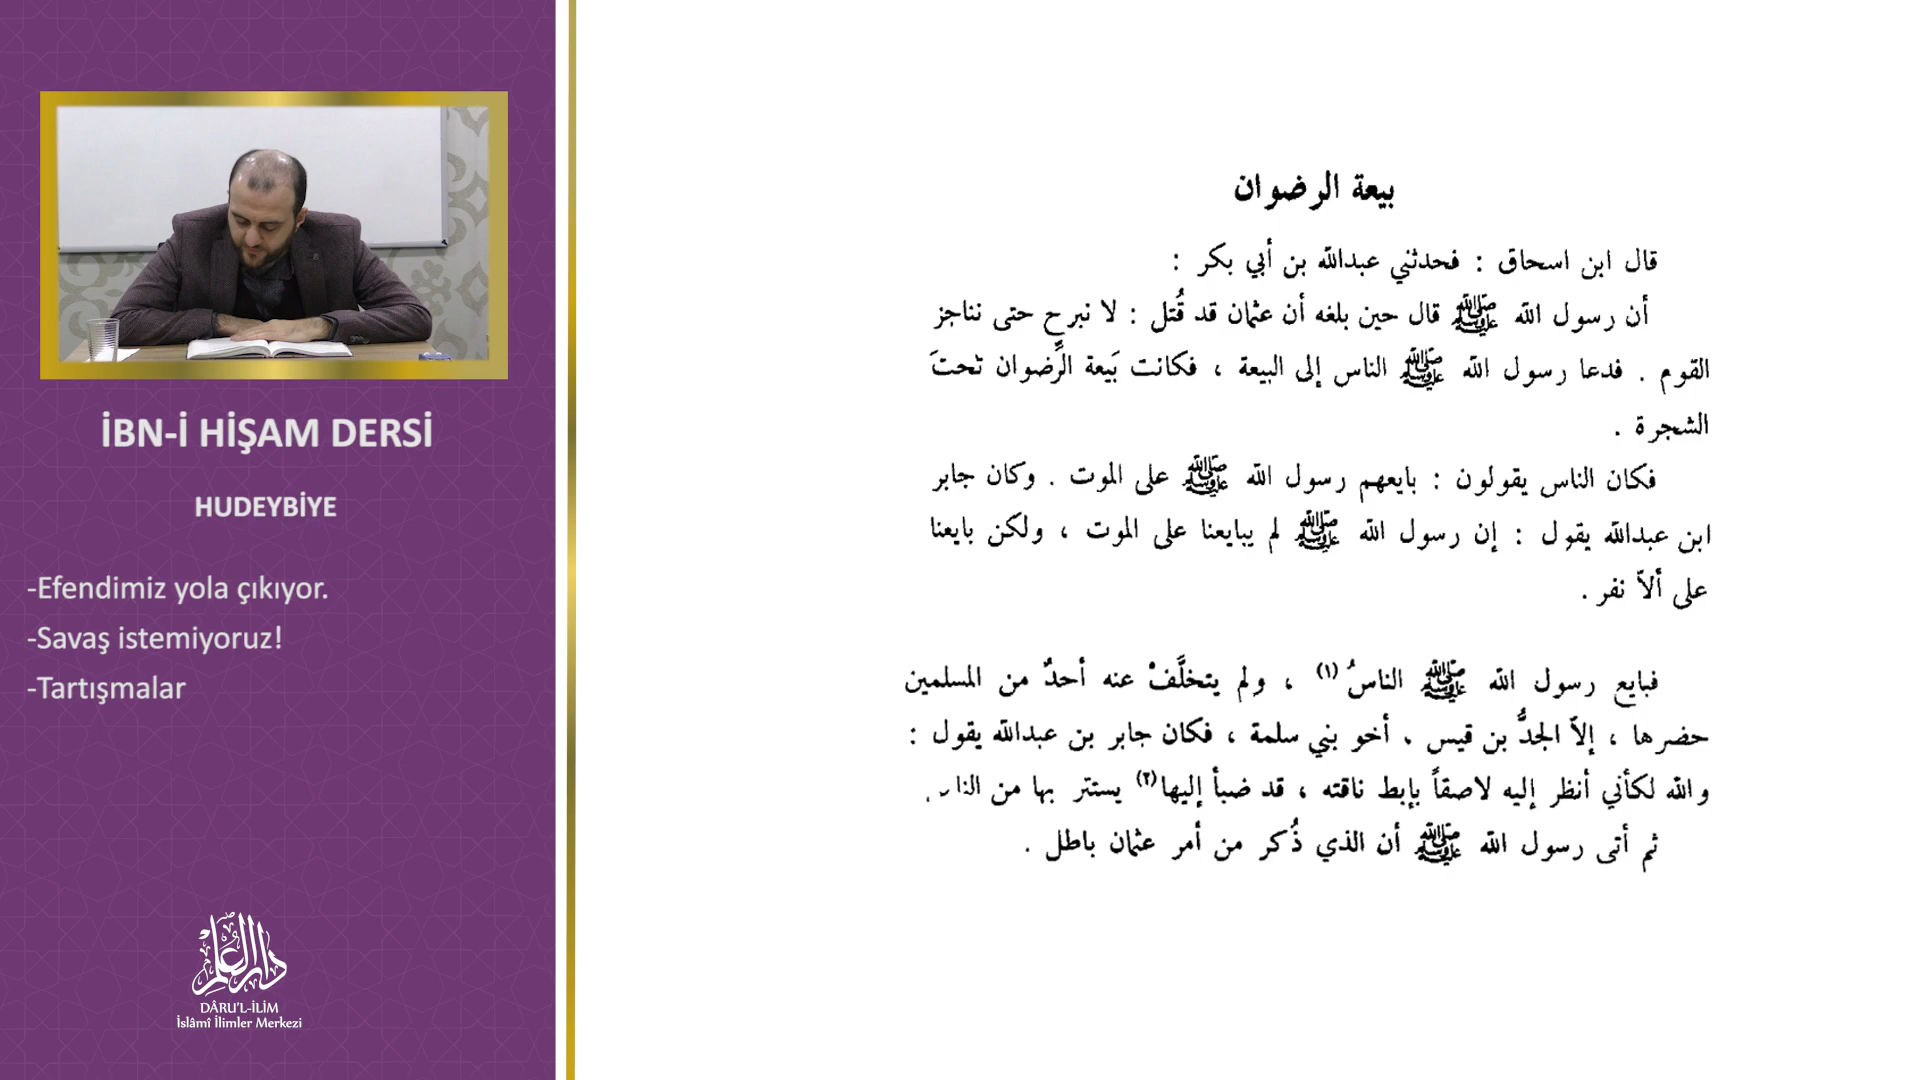 İBN-İ HİŞAM DERSİ
HUDEYBİYE
-Efendimiz yola çıkıyor.
-Savaş istemiyoruz!
-Tartışmalar
دار العلم
DÂRU'L-İLİM
İslâmî İlimler Merkezi
بيعة الرضوان
قال ابن اسحاق : فحدثني عبدالله بن أبي بكر :
أن رسول الله ﷺ قال حين بلغه أن عثمان قد قُتل : لا نبرح حتى نناجز
القوم . فدعا رسول الله ﷺ الناس إلى البيعة ، فكانت بَيعة الرِّضوان تحتَ
الشجرة .
فكان الناس يقولون : بايعهم رسول الله ﷺ على الموت . وكان جابر
ابن عبدالله يقول : إن رسول الله ﷺ لم يبايعنا على الموت ، ولكن بايعنا
على ألاّ نفر .
فبايع رسول الله ﷺ الناسُ (١) ، ولم يتخلَّفْ عنه أحدٌ من المسلمين
حضرها ، إلاّ الجدُّ بن قيس . أخو بني سلمة ، فكان جابر بن عبدالله يقول :
والله لكأني أنظر إليه لاصقاً بإبط ناقته ، قد ضبأ إليها (٢) يستتر بها من
ثم أتى رسول الله ﷺ أن الذي ذُكر من أمر عثمان باطل .